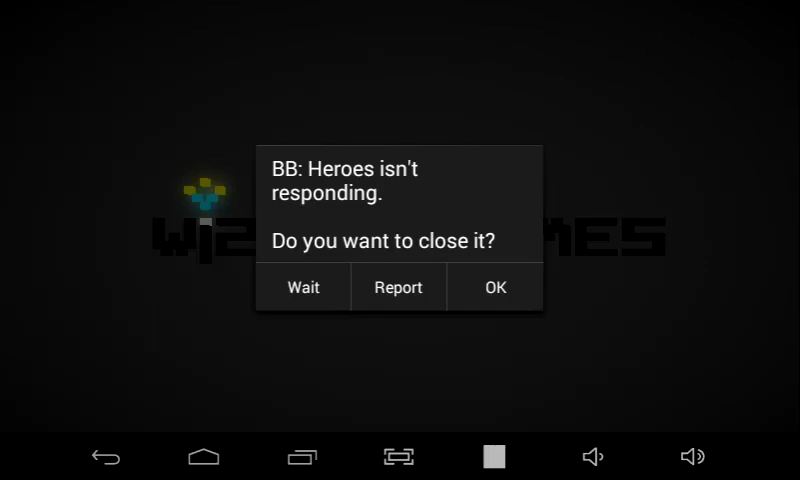 BB: Heroes isn't
responding.
Do you want to close it?
Wait
Report
OK